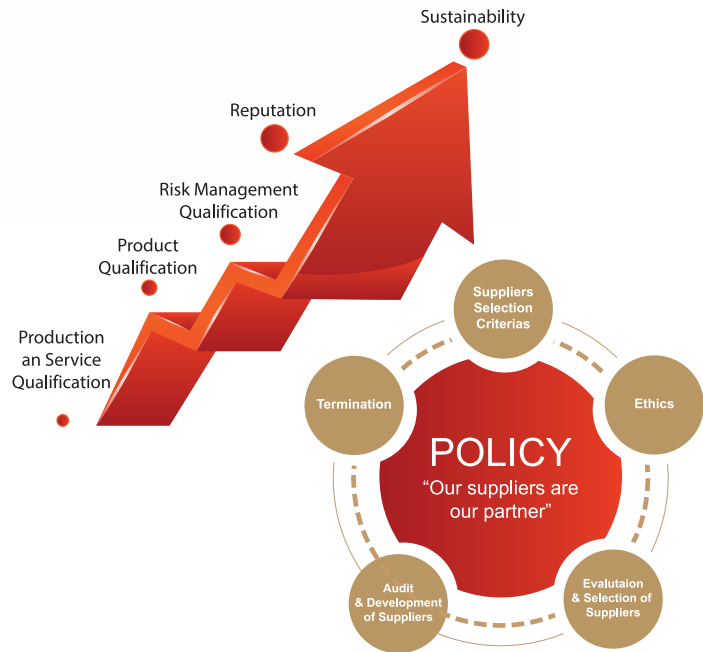 Sustainability
Reputation
Risk Management
Qualification
Product
Qualification
Production
an Service
Qualification
Suppliers
Selection
Criterias
Termination
Ethics
POLICY
“Our suppliers are
our partner”
Audit
& Development
of Suppliers
Evalutaion
& Selection of
Suppliers